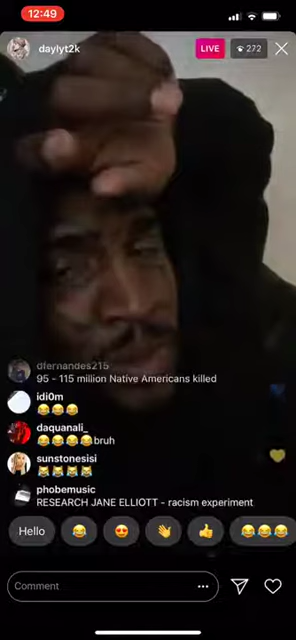 12:49
daylyt2k
LIVE
272
dfernandes215
95 - 115 million Native Americans killed
idi0m
😂😂😂
daquanali_
😂😂😂😂bruh
sunstonesisi
😹😹😹😹
phobemusic
RESEARCH JANE ELLIOTT - racism experiment
Hello 😂 😍 👋 👍 😂😂😂
Comment